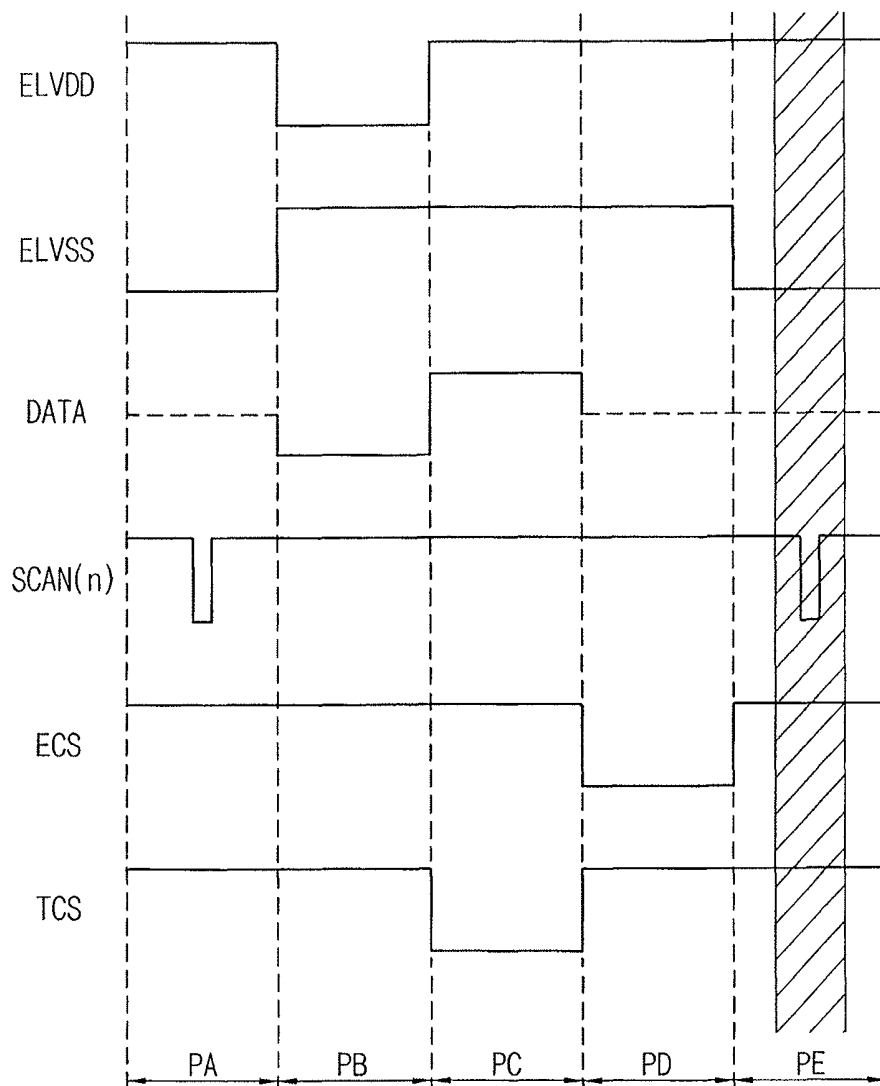 ELVDD
ELVSS
DATA
SCAN(n)
ECS
TCS
PA PB PC PD PE